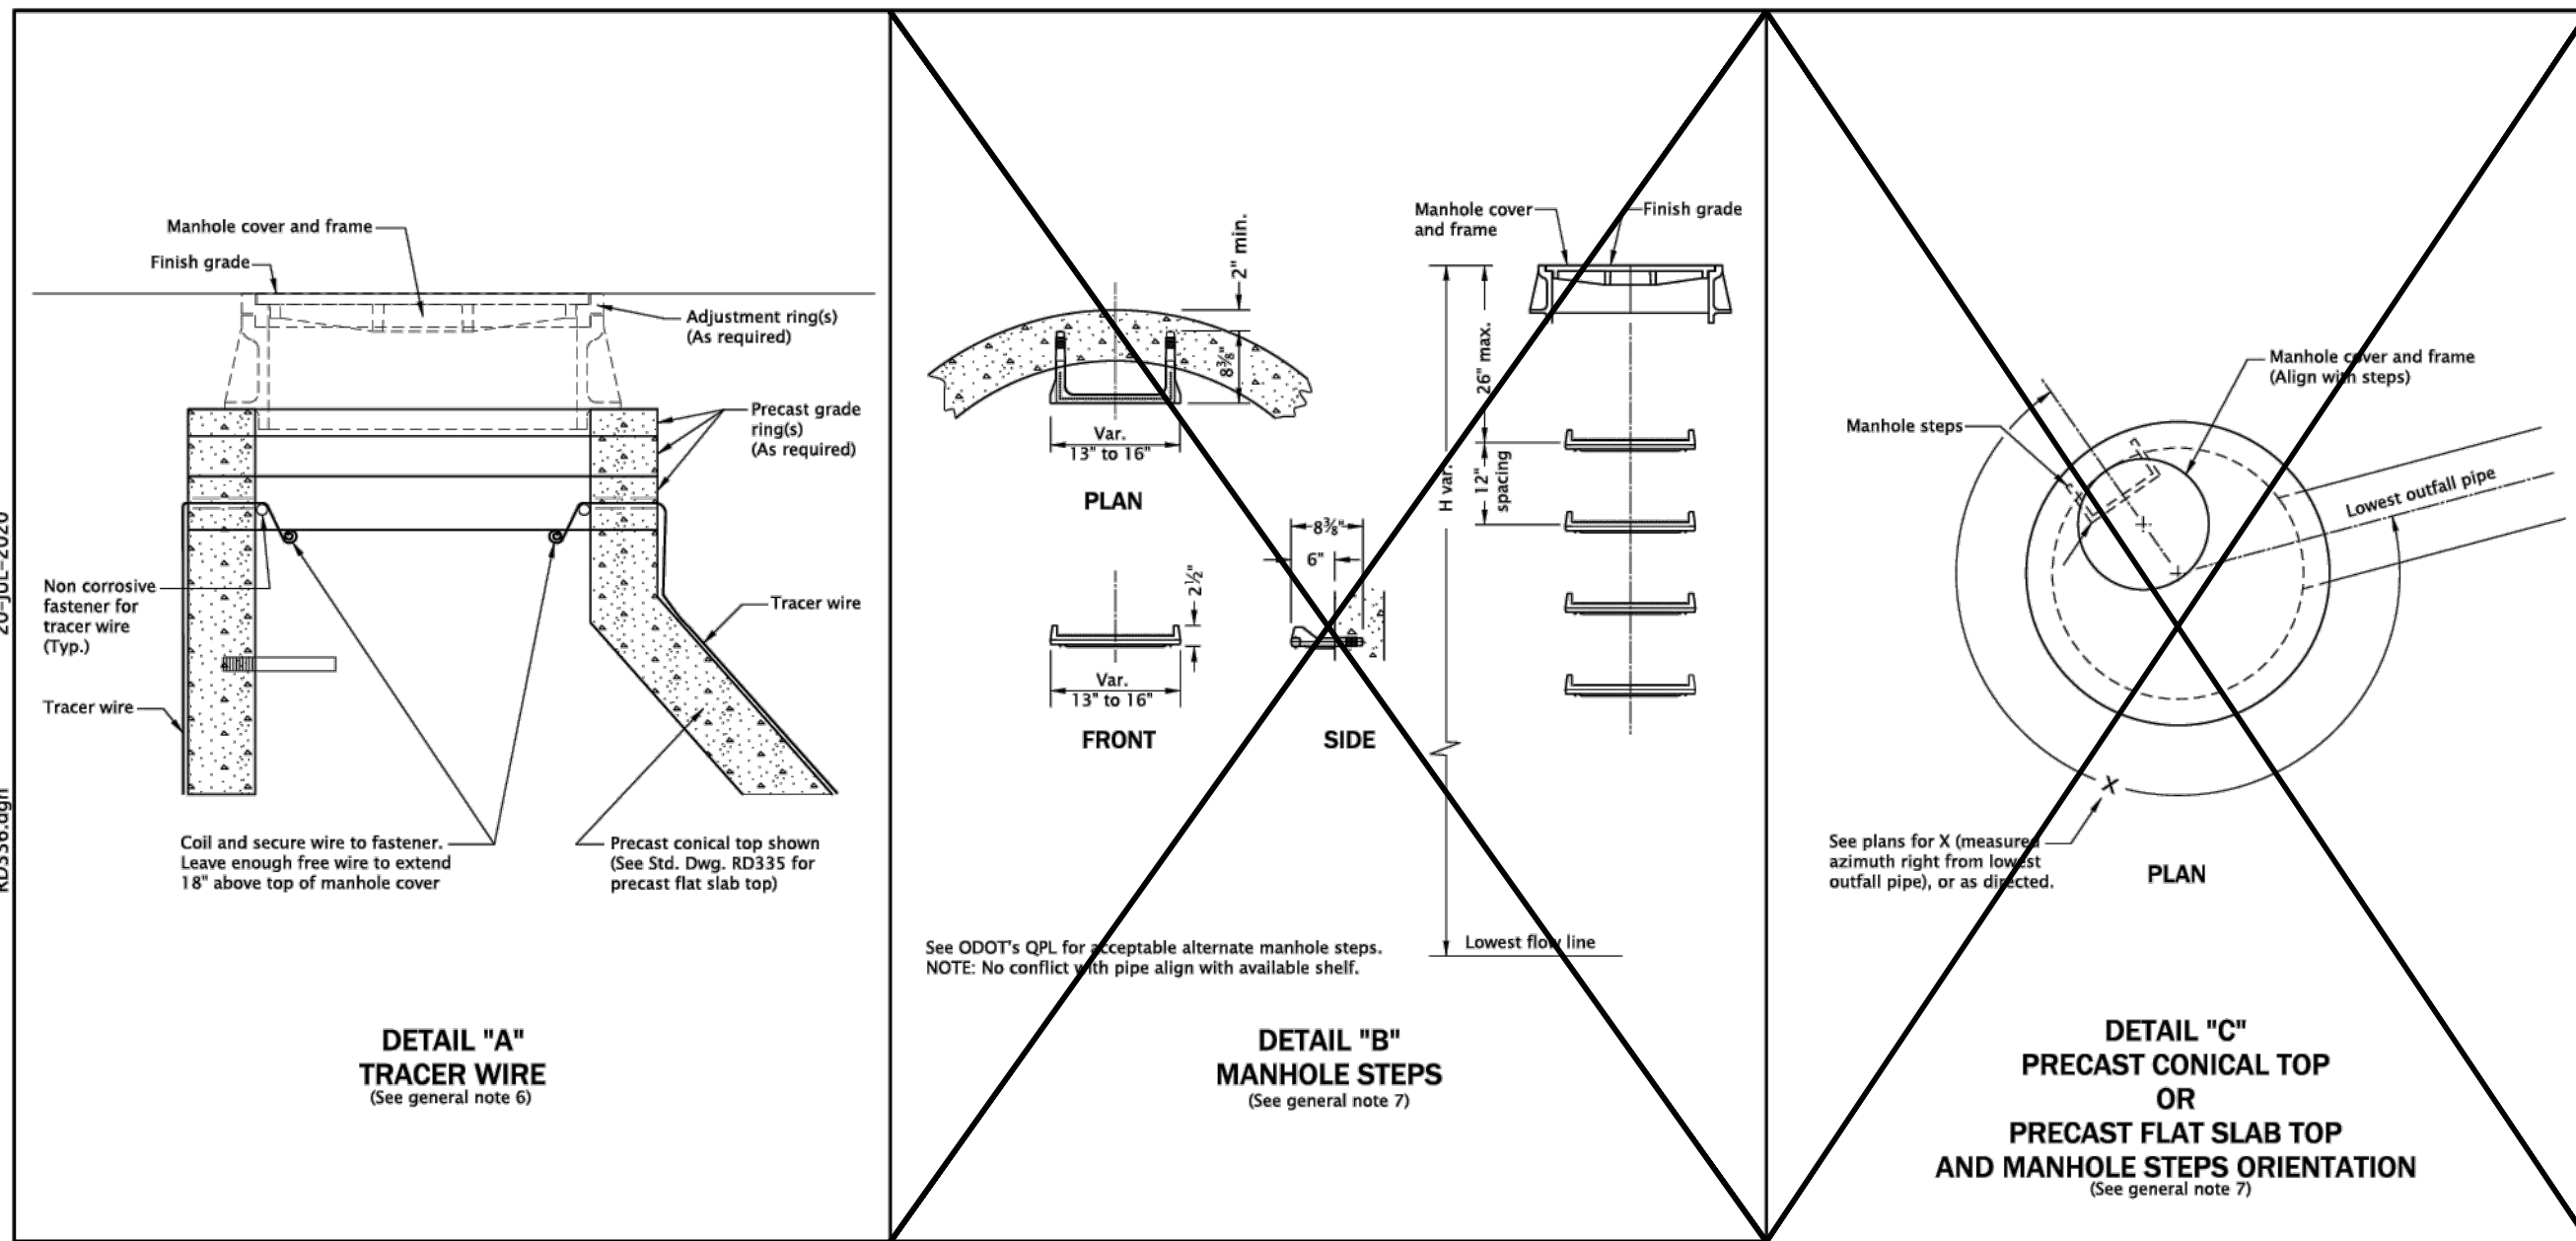 20-JUL-2020
RD336.dgn
Manhole cover and frame
Finish grade
Adjustment ring(s)
(As required)
Precast grade
ring(s)
(As required)
Non corrosive
fastener for
tracer wire
(Typ.)
Tracer wire
Tracer wire
Coil and secure wire to fastener.
Leave enough free wire to extend
18" above top of manhole cover
Precast conical top shown
(See Std. Dwg. RD335 for
precast flat slab top)
DETAIL "A"
TRACER WIRE
(See general note 6)
2" min.
8⅜"
Var.
13" to 16"
PLAN
2½"
Var.
13" to 16"
FRONT
8⅜"
6"
SIDE
Manhole cover
and frame
Finish grade
26" max.
H var.
12"
spacing
Lowest flow line
See ODOT's QPL for acceptable alternate manhole steps.
NOTE: No conflict with pipe align with available shelf.
DETAIL "B"
MANHOLE STEPS
(See general note 7)
Manhole cover and frame
(Align with steps)
Manhole steps
Lowest outfall pipe
X
See plans for X (measured
azimuth right from lowest
outfall pipe), or as directed.
PLAN
DETAIL "C"
PRECAST CONICAL TOP
OR
PRECAST FLAT SLAB TOP
AND MANHOLE STEPS ORIENTATION
(See general note 7)